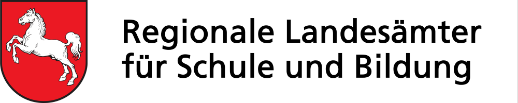 Regionale Landesämter
für Schule und Bildung